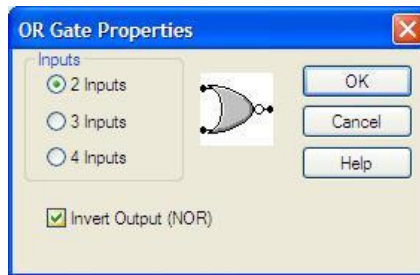 OR Gate Properties
Inputs
2 Inputs
3 Inputs
4 Inputs
OK
Cancel
Help
Invert Output (NOR)